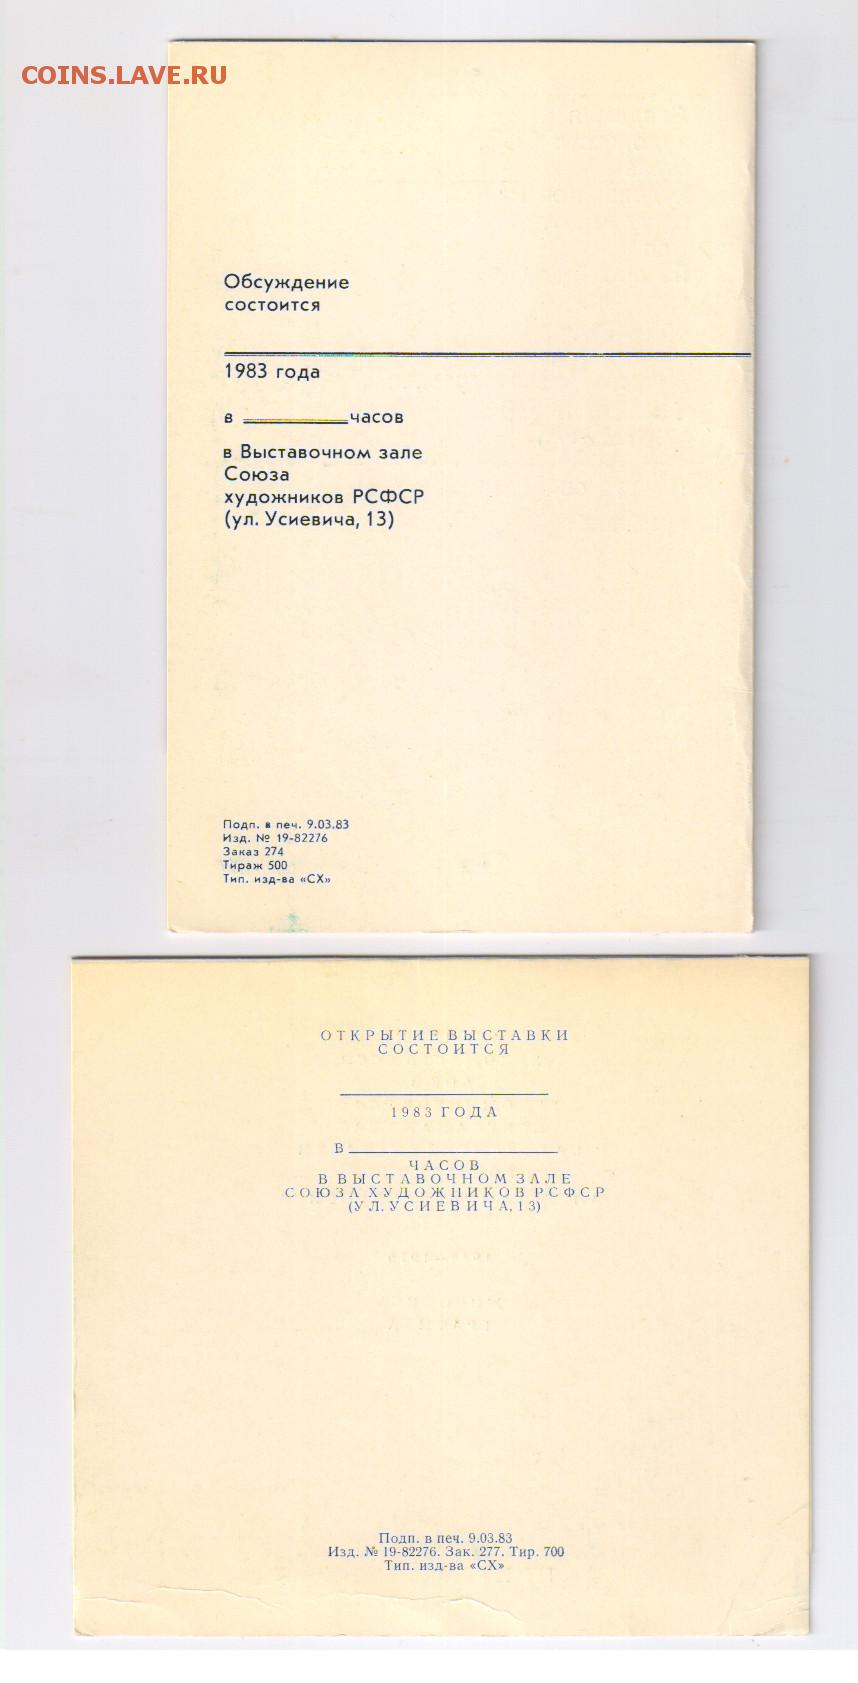 COINS.LAVE.RU
Обсуждение
состоится
1983 года
в часов
в Выставочном зале
Союза
художников РСФСР
(ул. Усиевича, 13)
Подп. в печ. 9.03.83
Изд. № 19-82276
Заказ 274
Тираж 500
Тип. изд-ва «СХ»
ОТКРЫТИЕ ВЫСТАВКИ
СОСТОИТСЯ
1983 ГОДА
В
ЧАСОВ
В ВЫСТАВОЧНОМ ЗАЛЕ
СОЮЗА ХУДОЖНИКОВ РСФСР
(УЛ. УСИЕВИЧА, 13)
Подп. в печ. 9.03.83
Изд. № 19-82276. Зак. 277. Тир. 700
Тип. изд-ва «СХ»